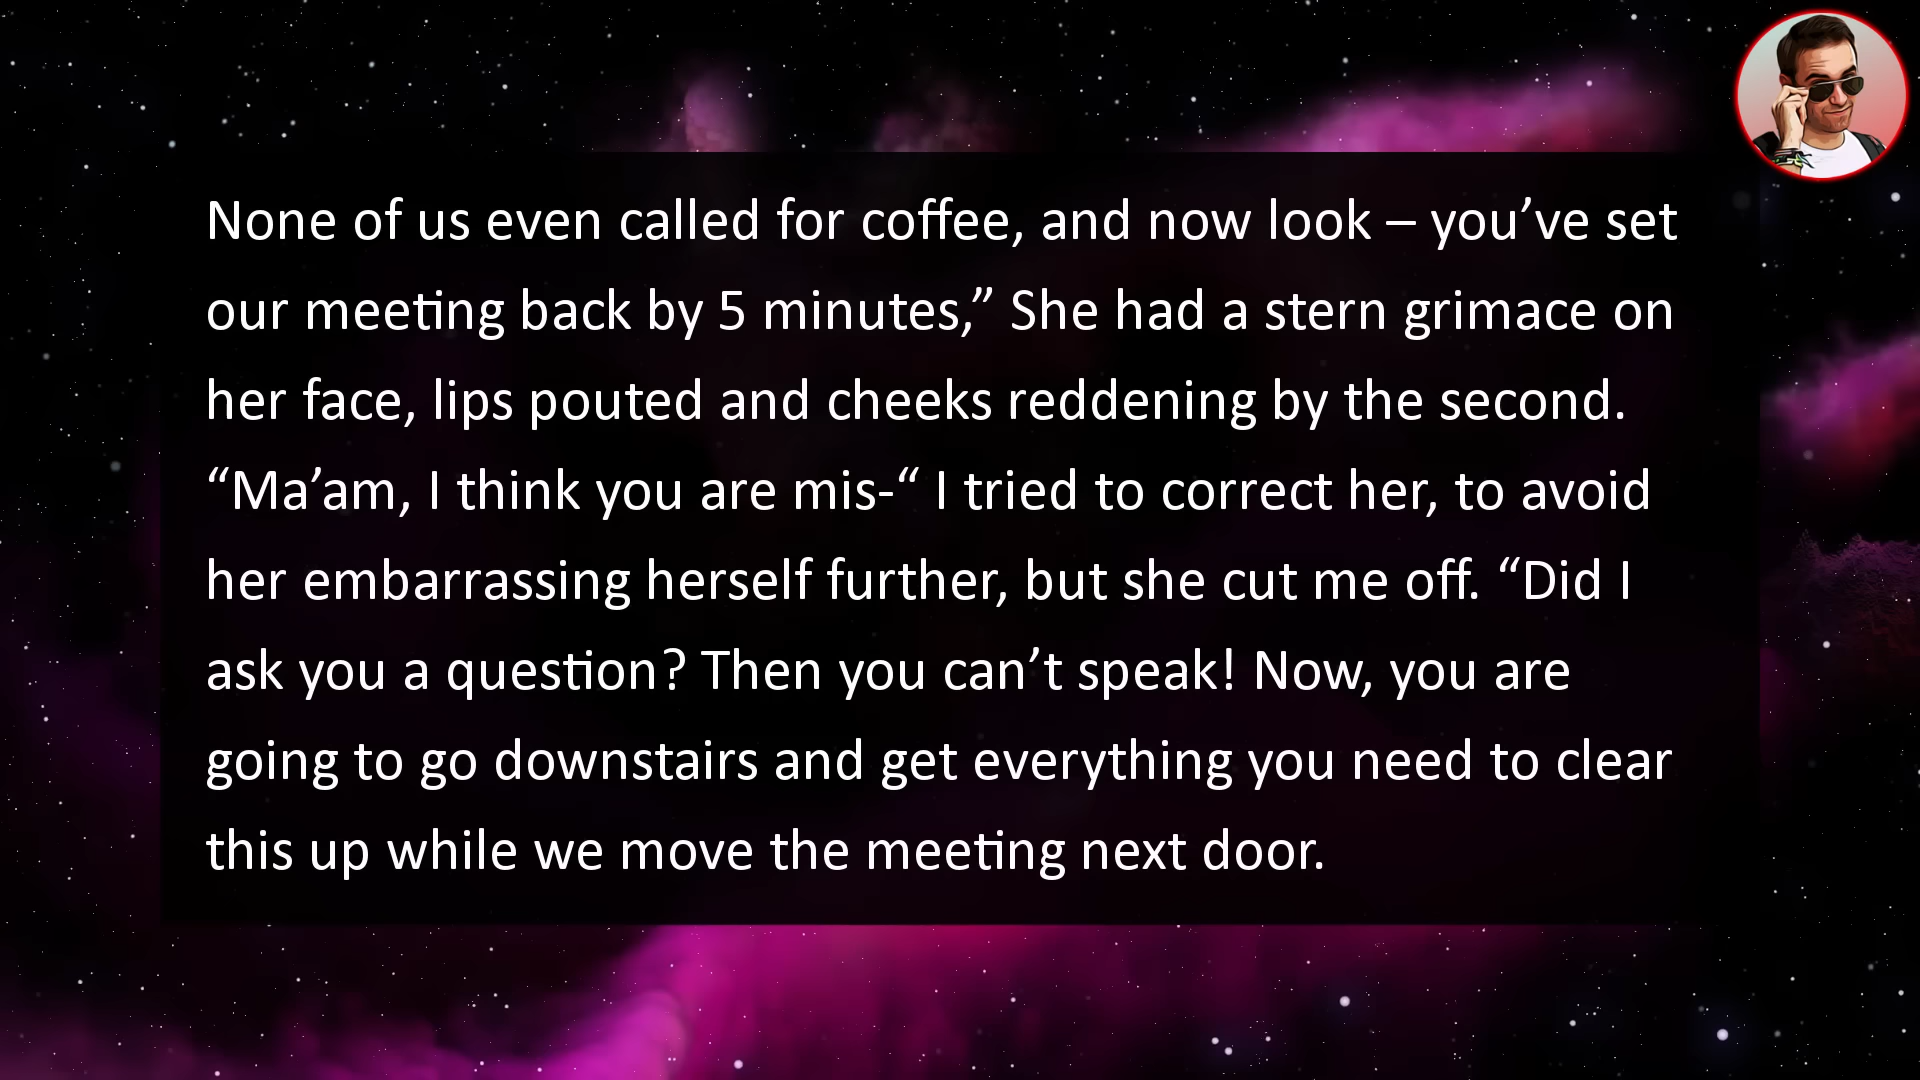 None of us even called for coffee, and now look – you’ve set
our meeting back by 5 minutes,” She had a stern grimace on
her face, lips pouted and cheeks reddening by the second.
“Ma’am, I think you are mis-“ I tried to correct her, to avoid
her embarrassing herself further, but she cut me off. “Did I
ask you a question? Then you can’t speak! Now, you are
going to go downstairs and get everything you need to clear
this up while we move the meeting next door.